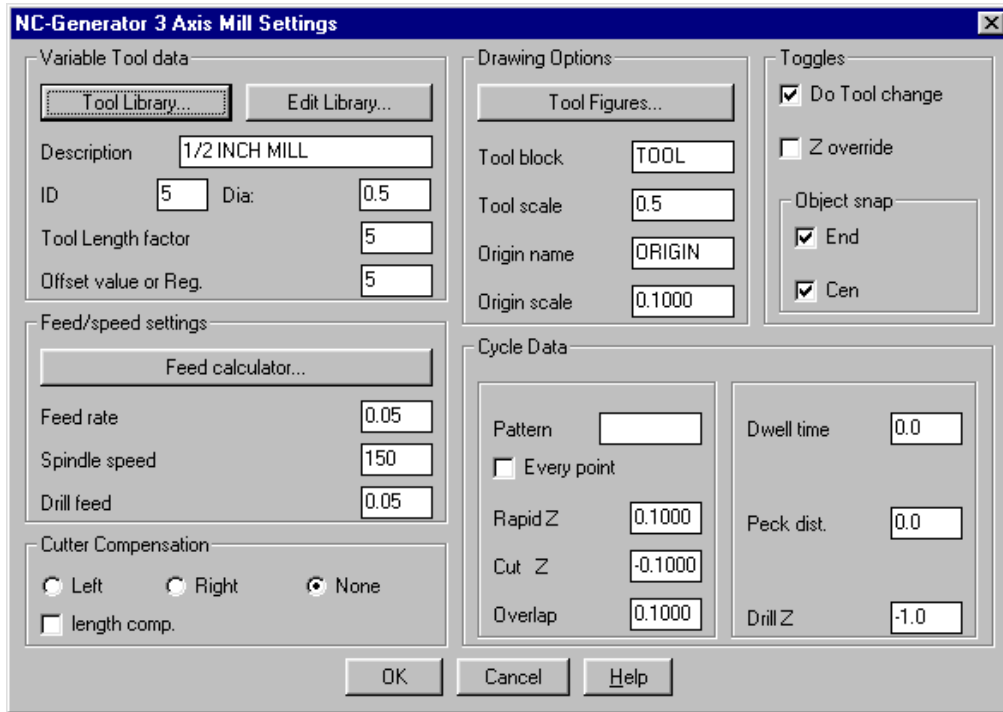 NC-Generator 3 Axis Mill Settings
Variable Tool data
Tool Library...
Edit Library...
Description 1/2 INCH MILL
ID 5 Dia: 0.5
Tool Length factor 5
Offset value or Reg. 5
Feed/speed settings
Feed calculator...
Feed rate 0.05
Spindle speed 150
Drill feed 0.05
Cutter Compensation
Left Right None
length comp.
Drawing Options
Tool Figures...
Tool block TOOL
Tool scale 0.5
Origin name ORIGIN
Origin scale 0.1000
Toggles
Do Tool change
Z override
Object snap
End
Cen
Cycle Data
Pattern
Every point
Rapid Z 0.1000
Cut Z -0.1000
Overlap 0.1000
Dwell time 0.0
Peck dist. 0.0
Drill Z -1.0
OK Cancel Help